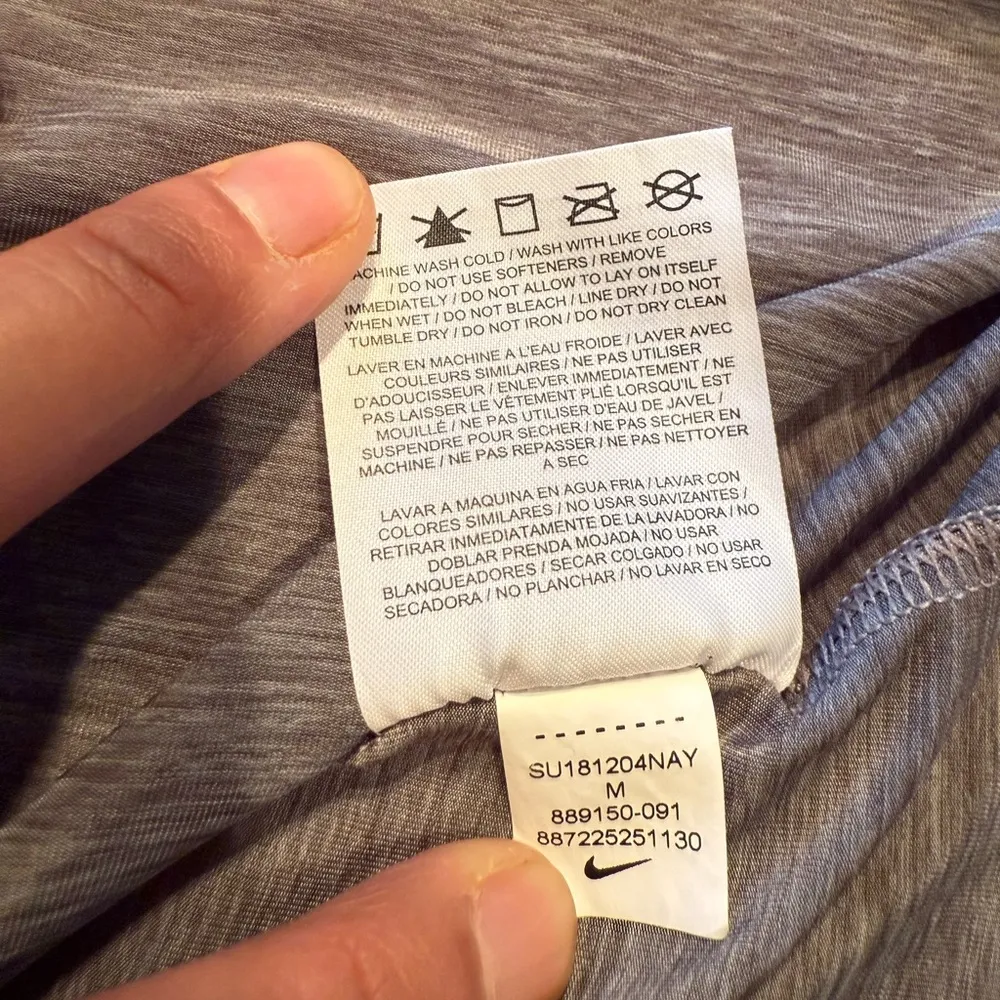 ACHINE WASH COLD / WASH WITH LIKE COLORS
/ DO NOT USE SOFTENERS / REMOVE
IMMEDIATELY / DO NOT ALLOW TO LAY ON ITSELF
WHEN WET / DO NOT BLEACH / LINE DRY / DO NOT
TUMBLE DRY / DO NOT IRON / DO NOT DRY CLEAN
LAVER EN MACHINE A L'EAU FROIDE / LAVER AVEC
COULEURS SIMILAIRES / NE PAS UTILISER
D'ADOUCISSEUR / ENLEVER IMMEDIATEMENT / NE
PAS LAISSER LE VÊTEMENT PLIÉ LORSQU'IL EST
MOUILLÉ / NE PAS UTILISER D'EAU DE JAVEL /
SUSPENDRE POUR SECHER / NE PAS SECHER EN
MACHINE / NE PAS REPASSER / NE PAS NETTOYER
A SEC
LAVAR A MAQUINA EN AGUA FRIA / LAVAR CON
COLORES SIMILARES / NO USAR SUAVIZANTES /
RETIRAR INMEDIATAMENTE DE LA LAVADORA / NO
DOBLAR PRENDA MOJADA / NO USAR
BLANQUEADORES / SECAR COLGADO / NO USAR
SECADORA / NO PLANCHAR / NO LAVAR EN SECO
SU181204NAY
M
889150-091
887225251130